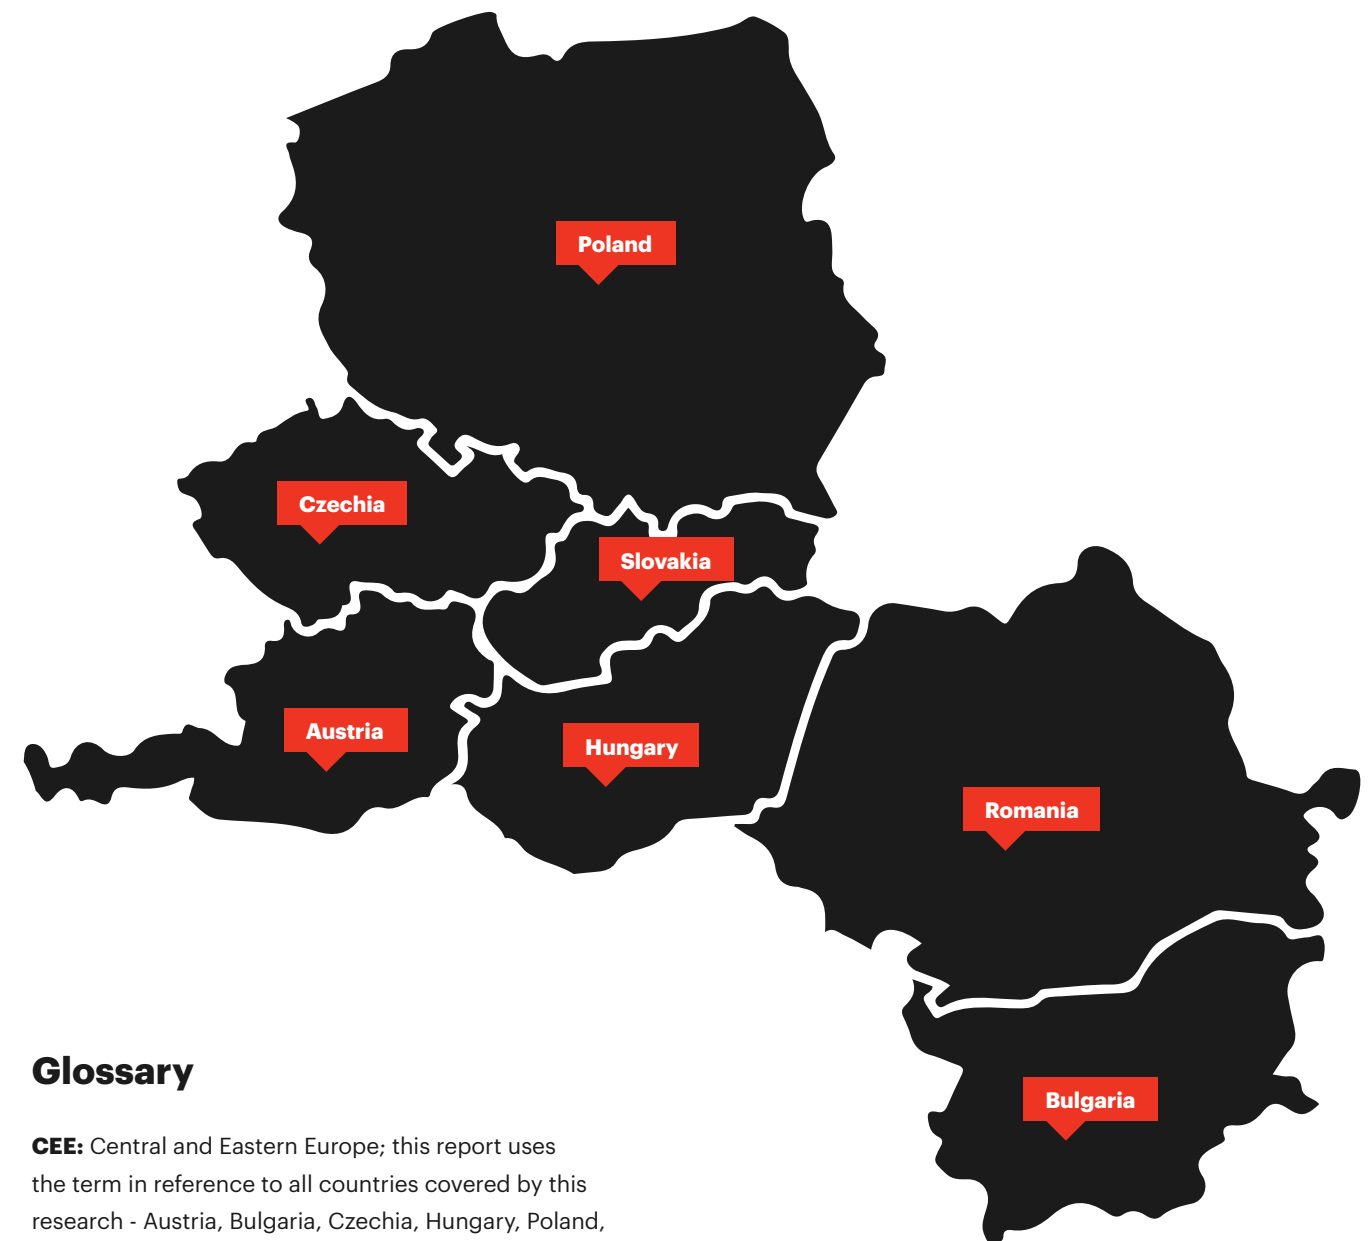 Poland
Czechia
Slovakia
Austria
Hungary
Romania
Bulgaria
Glossary
CEE: Central and Eastern Europe; this report uses
the term in reference to all countries covered by this
research - Austria, Bulgaria, Czechia, Hungary, Poland,